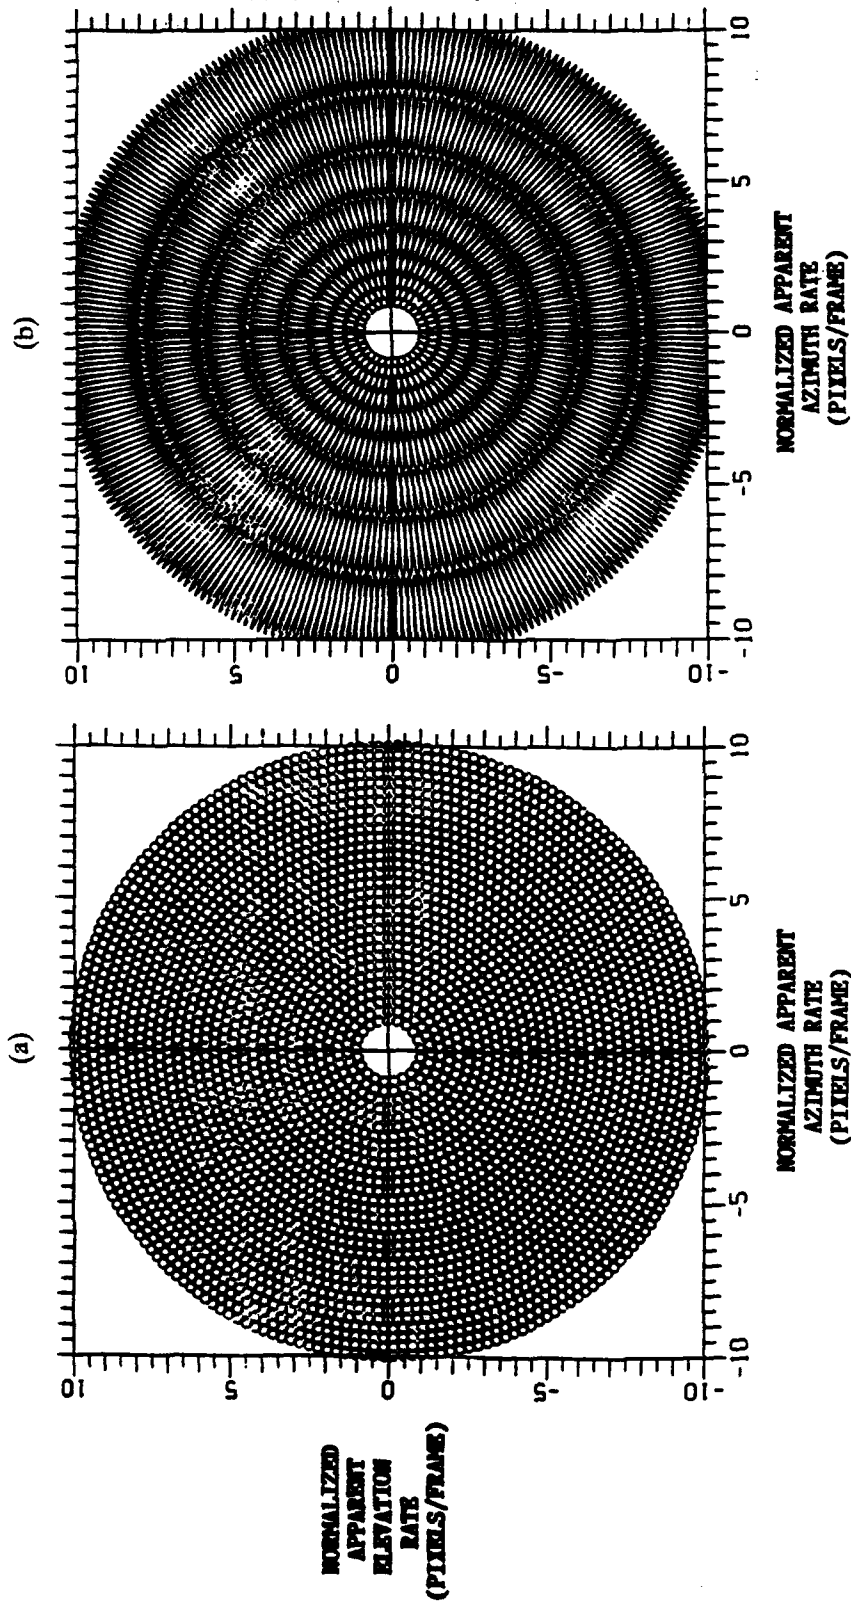 (a)
NORMALIZED
APPARENT
ELEVATION
RATE
(PIXELS/FRAME)
10
5
0
-5
-10
-10 -5 0 5 10
NORMALIZED APPARENT
AZIMUTH RATE
(PIXELS/FRAME)
(b)
10
5
0
-5
-10
-10 -5 0 5 10
NORMALIZED APPARENT
AZIMUTH RATE
(PIXELS/FRAME)